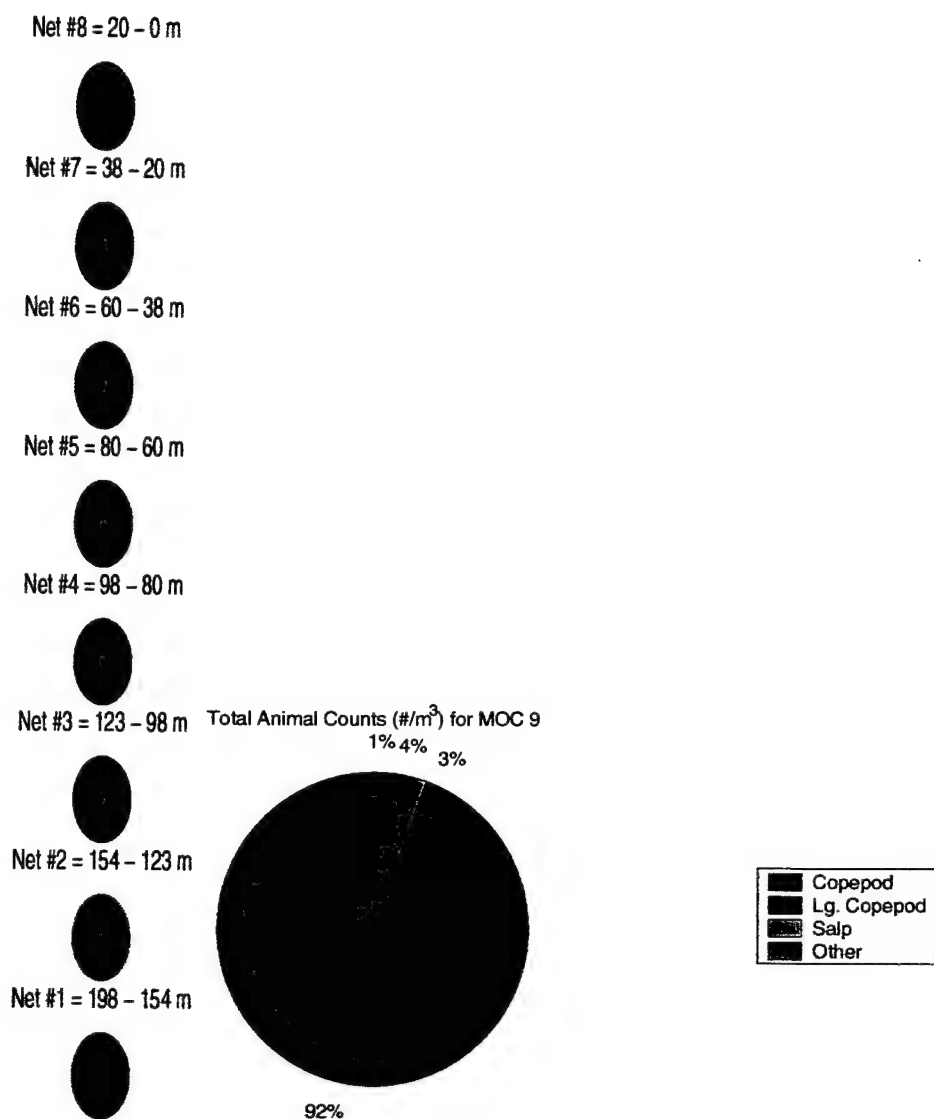 Net #8 = 20 – 0 m
Net #7 = 38 – 20 m
Net #6 = 60 – 38 m
Net #5 = 80 – 60 m
Net #4 = 98 – 80 m
Net #3 = 123 – 98 m
Total Animal Counts (#/m³) for MOC 9
1% 4% 3%
Net #2 = 154 – 123 m
Copepod
Lg. Copepod
Salp
Other
Net #1 = 198 – 154 m
92%